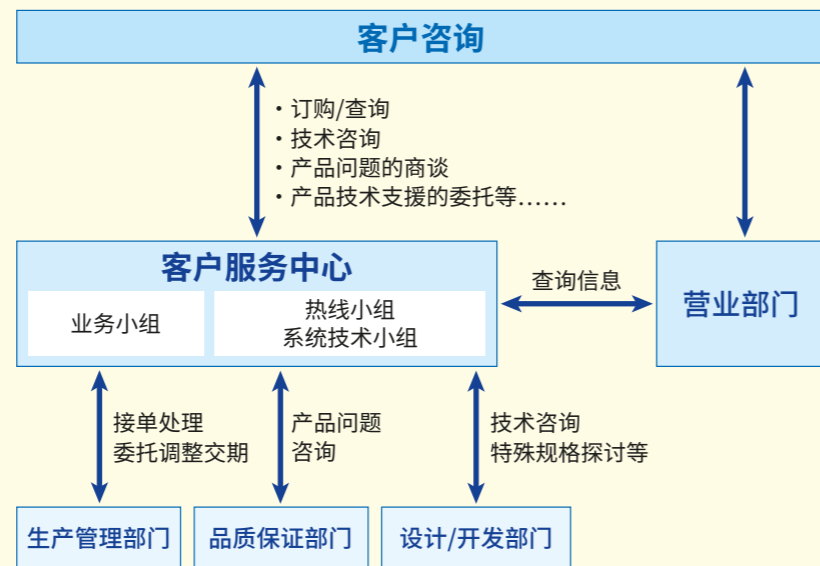 客户咨询
・订购/查询
・技术咨询
・产品问题的商谈
・产品技术支援的委托等……
客户服务中心
业务小组
热线小组
系统技术小组
查询信息
营业部门
接单处理
委托调整交期
产品问题
咨询
技术咨询
特殊规格探讨等
生产管理部门
品质保证部门
设计/开发部门